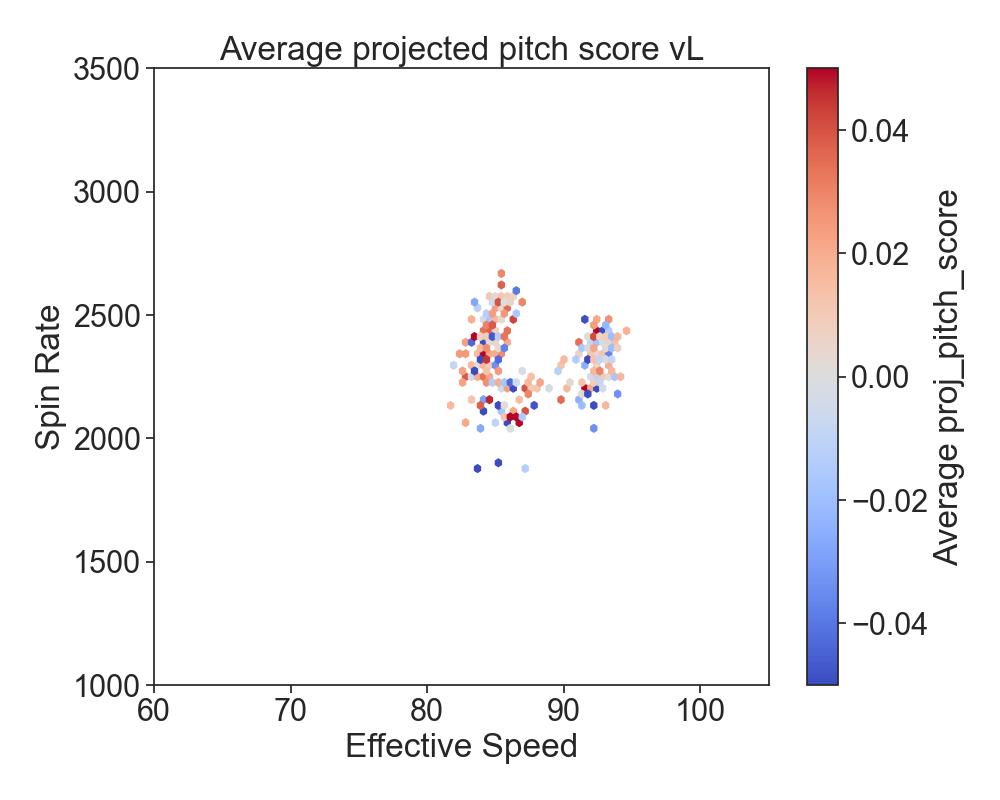 Average projected pitch score vL
3500
3000
2500
2000
1500
1000
Spin Rate
60 70 80 90 100
Effective Speed
0.04
0.02
0.00
−0.02
−0.04
Average proj_pitch_score